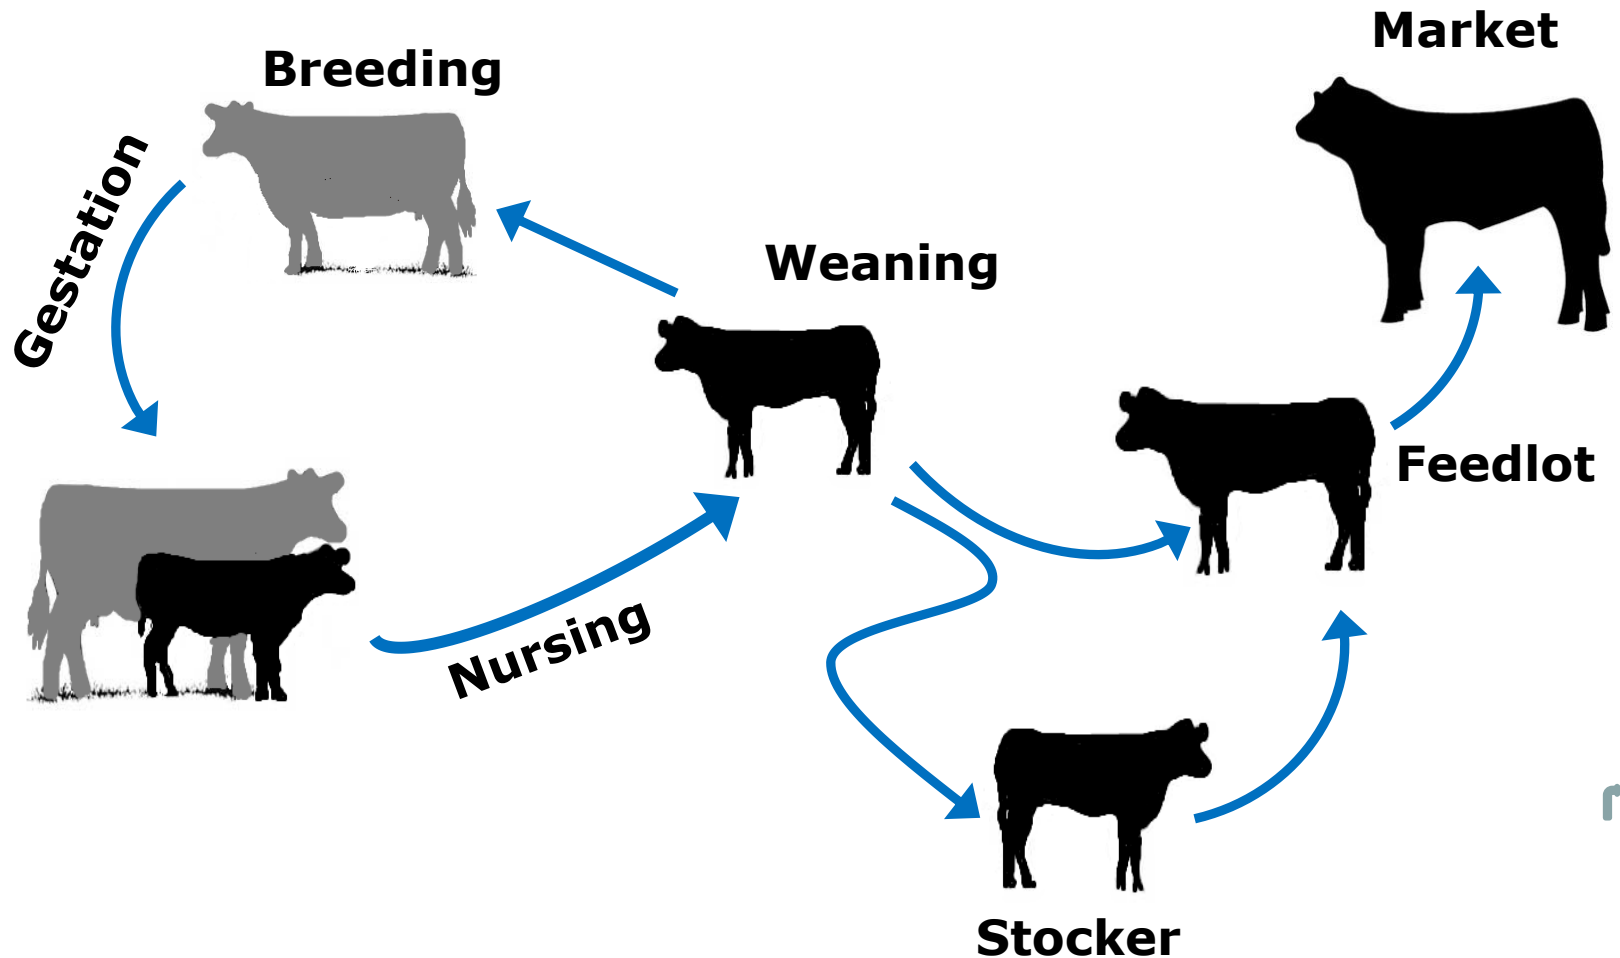 Market
Breeding
Gestation
Weaning
Feedlot
Nursing
Stocker